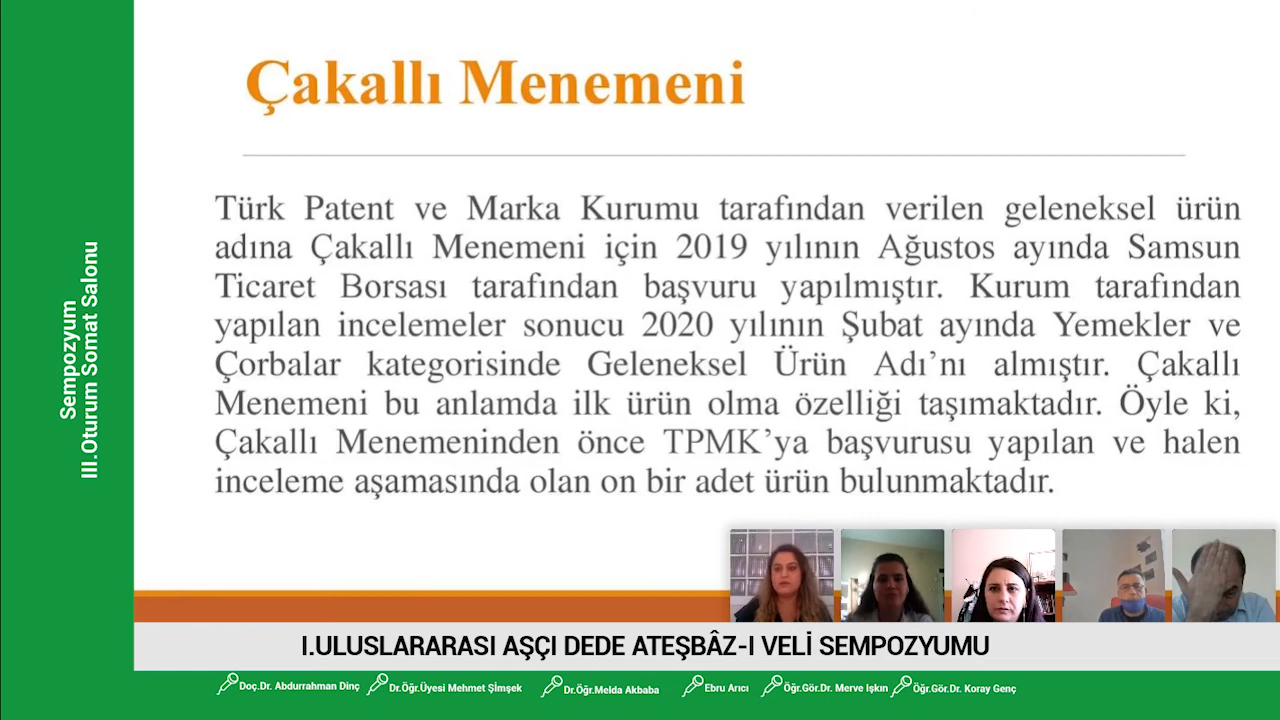 Çakallı Menemeni
Türk Patent ve Marka Kurumu tarafından verilen geleneksel ürün
adına Çakallı Menemeni için 2019 yılının Ağustos ayında Samsun
Ticaret Borsası tarafından başvuru yapılmıştır. Kurum tarafından
yapılan incelemeler sonucu 2020 yılının Şubat ayında Yemekler ve
Çorbalar kategorisinde Geleneksel Ürün Adı’nı almıştır. Çakallı
Menemeni bu anlamda ilk ürün olma özelliği taşımaktadır. Öyle ki,
Çakallı Menemeninden önce TPMK’ya başvurusu yapılan ve halen
inceleme aşamasında olan on bir adet ürün bulunmaktadır.
Sempozyum
III.Oturum Somat Salonu
I.ULUSLARARASI AŞÇI DEDE ATEŞBÂZ-I VELİ SEMPOZYUMU
Doç.Dr. Abdurrahman Dinç
Dr.Öğr.Üyesi Mehmet Şİmşek
Dr.Öğr.Melda Akbaba
Ebru Arıcı
Öğr.Gör.Dr. Merve Işkın
Öğr.Gör.Dr. Koray Genç